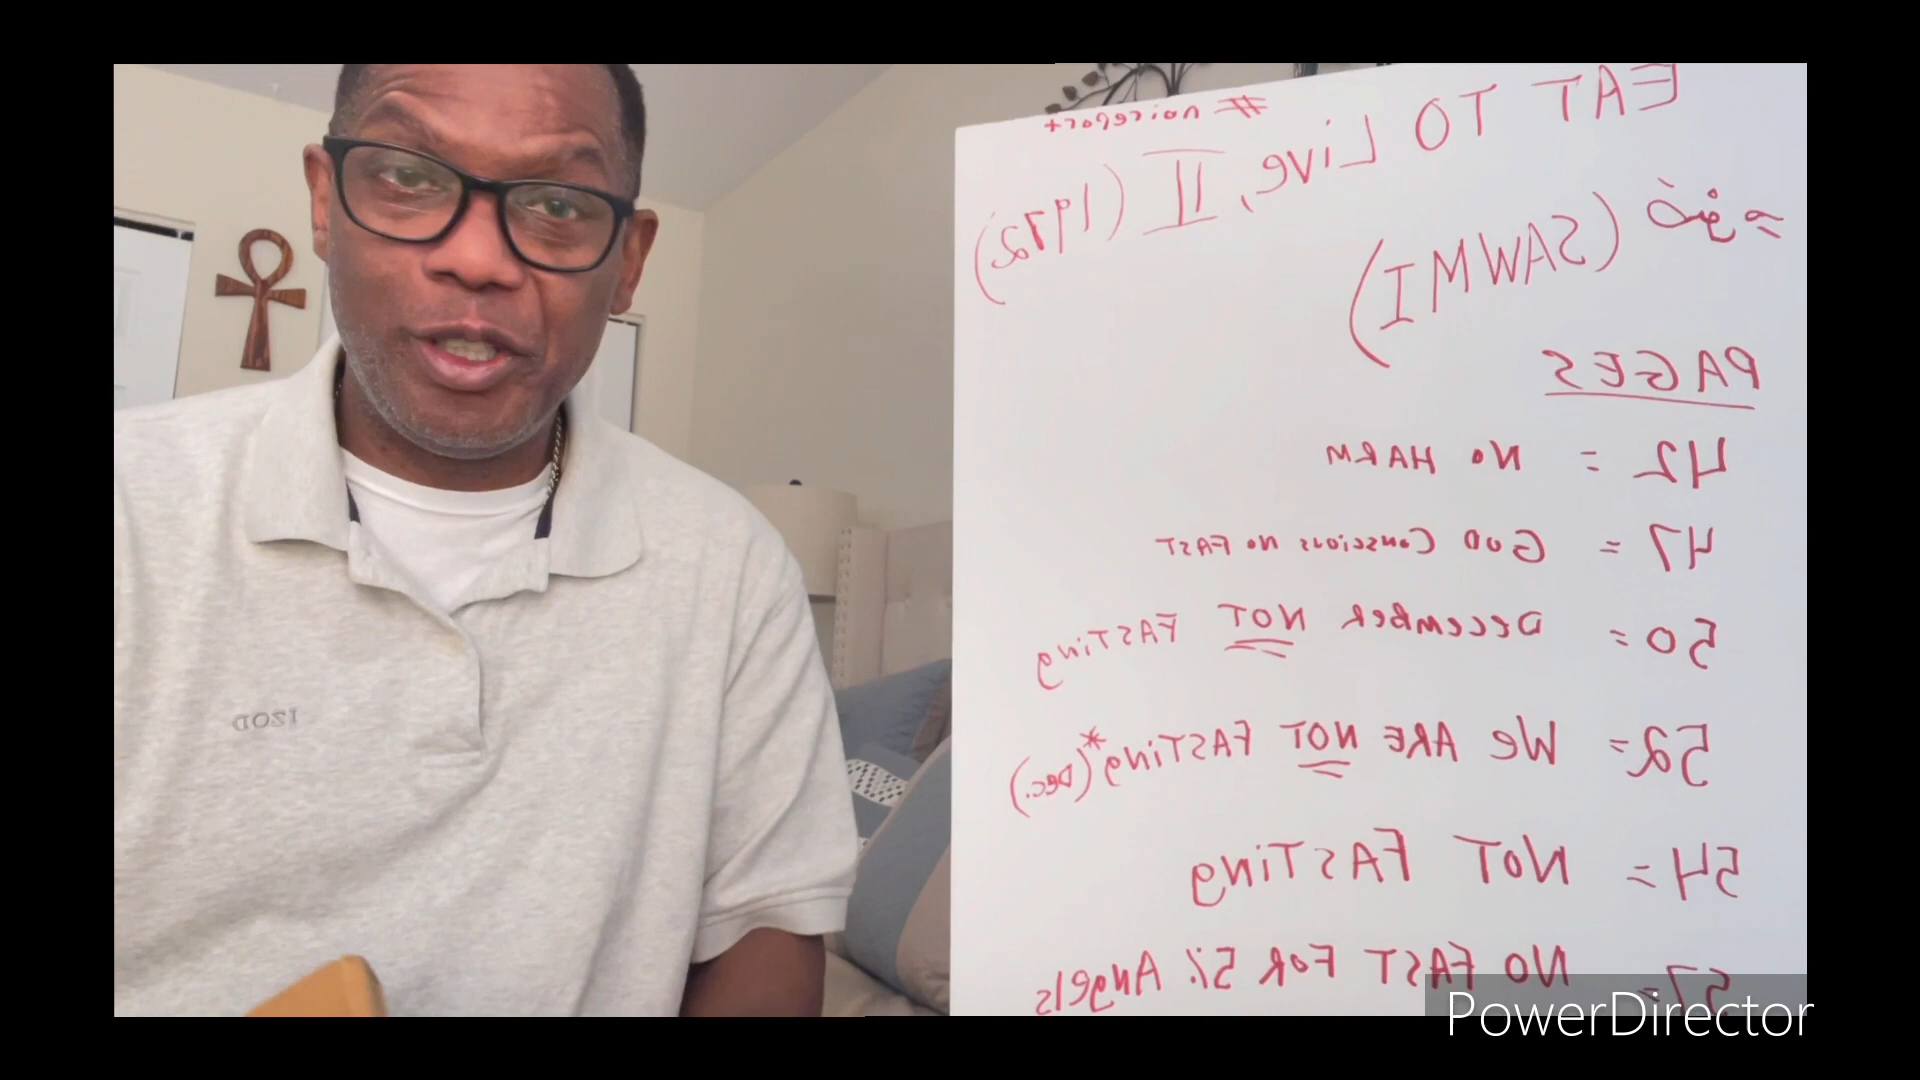 EAT TO Live, II (1972)
# noireport
(SAWMI)
PAGES
42 = No HARM
47 = GOD Conscious No FAST
50 = December NOT FASTing
52 = We ARE NOT FASTing* (DEC.)
54 = NOT FASTing
57 = NO FAST FOR 5% Angels
IZOD
PowerDirector